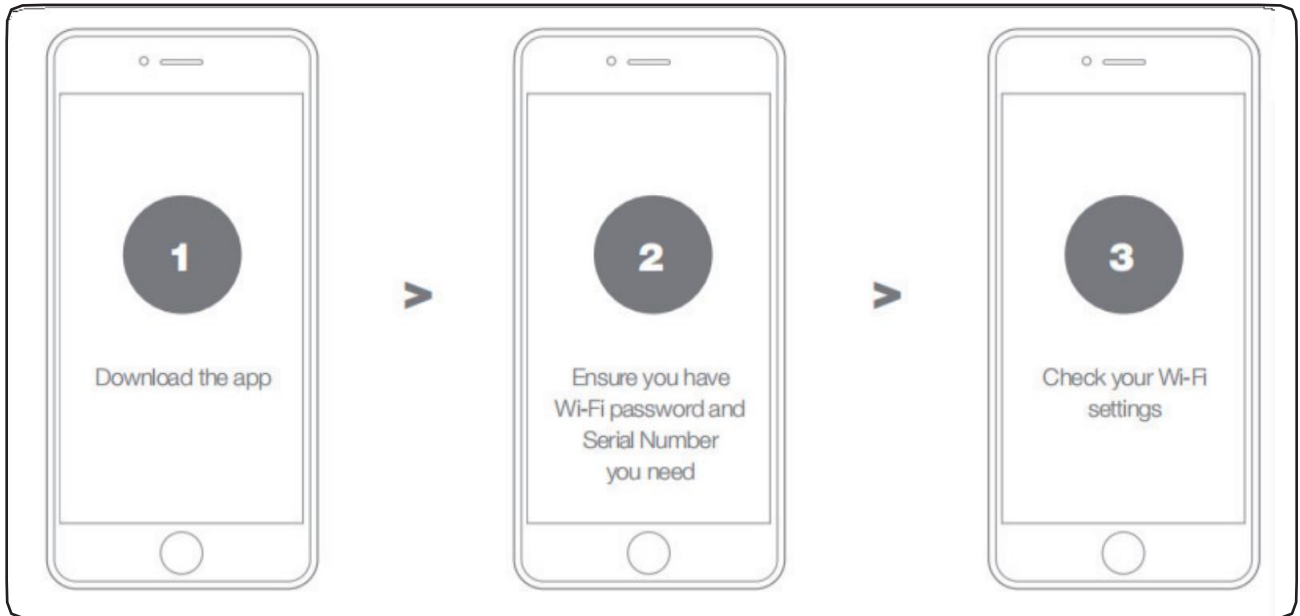 1
Download the app
>
2
Ensure you have
Wi-Fi password and
Serial Number
you need
>
3
Check your Wi-Fi
settings